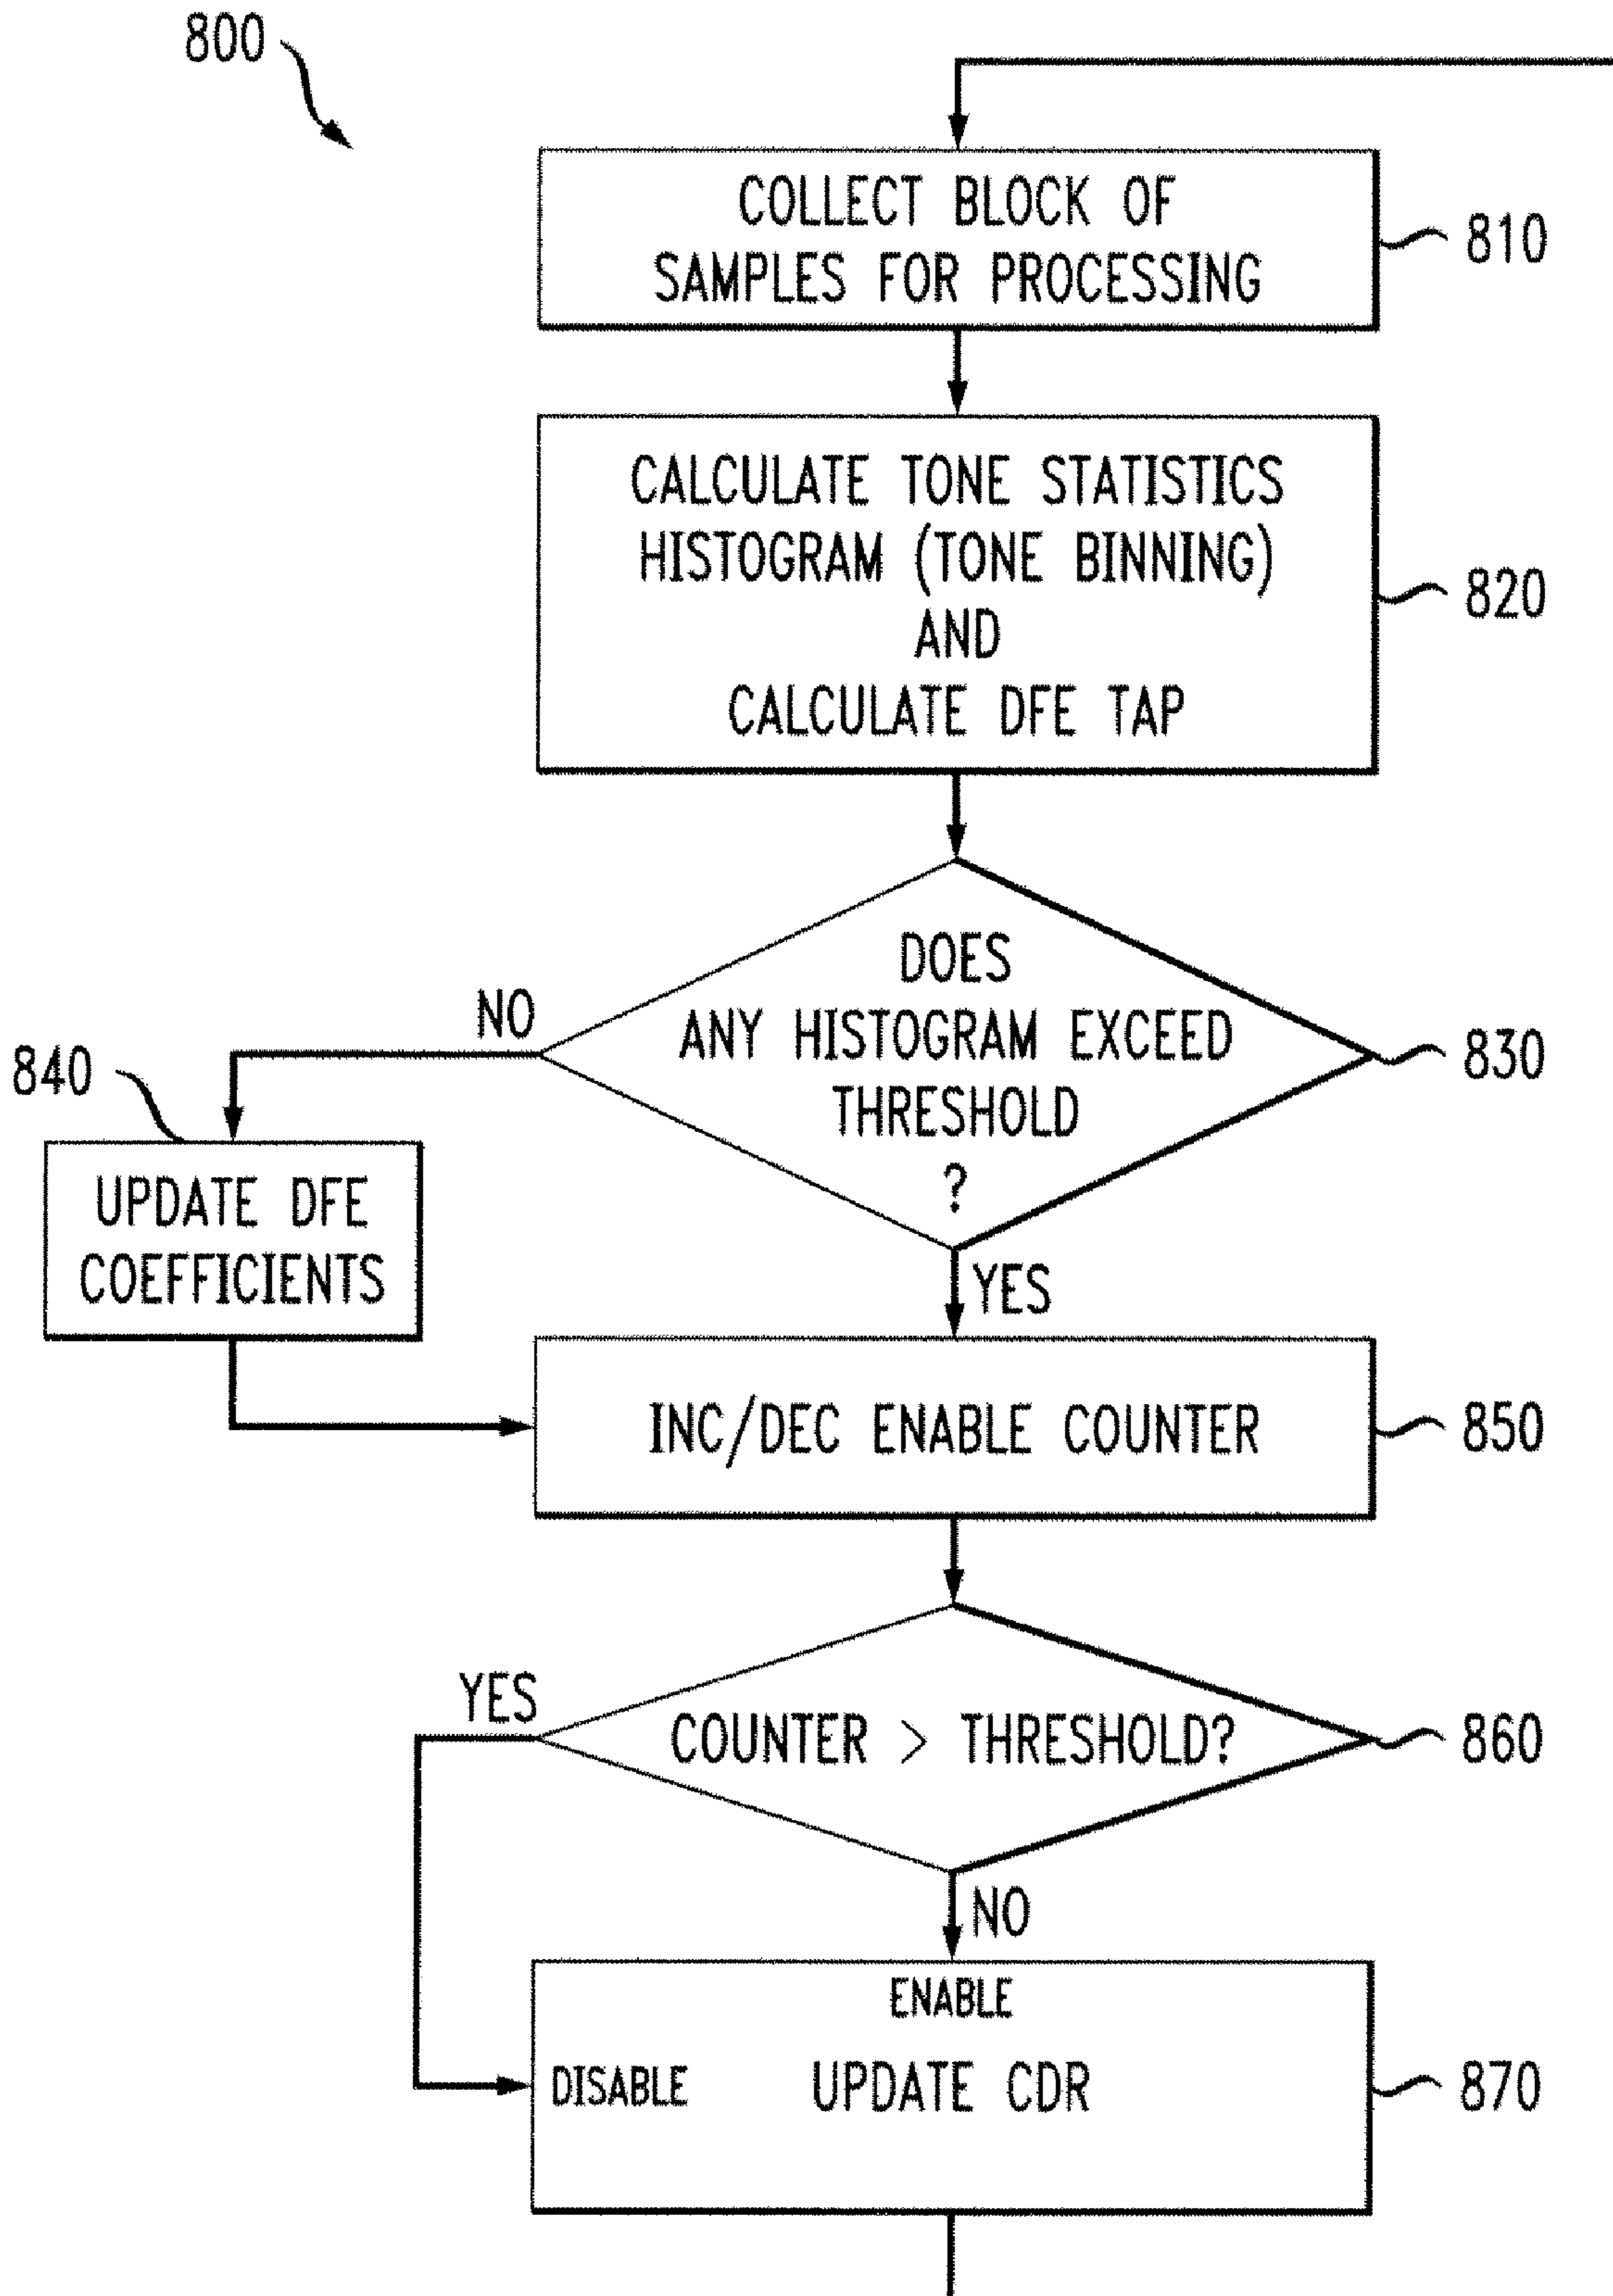 800
COLLECT BLOCK OF
SAMPLES FOR PROCESSING
810
CALCULATE TONE STATISTICS
HISTOGRAM (TONE BINNING)
AND
CALCULATE DFE TAP
820
DOES
ANY HISTOGRAM EXCEED
THRESHOLD
?
830
NO
840
UPDATE DFE
COEFFICIENTS
YES
INC/DEC ENABLE COUNTER
850
YES
COUNTER > THRESHOLD?
860
NO
ENABLE
DISABLE UPDATE CDR
870